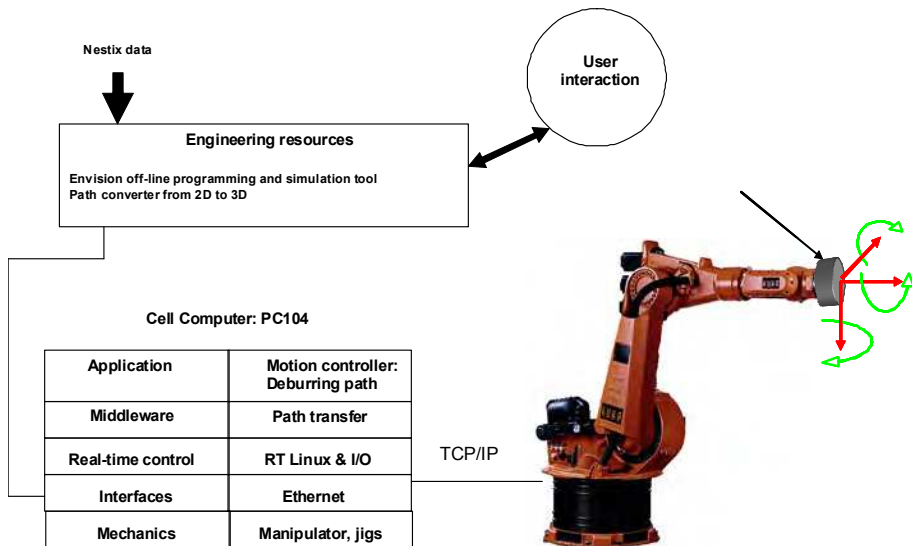 Nestix data
User
interaction
Engineering resources
Envision off-line programming and simulation tool
Path converter from 2D to 3D
Cell Computer: PC104
Application
Motion controller:
Deburring path
Middleware
Path transfer
Real-time control
RT Linux & I/O
TCP/IP
Interfaces
Ethernet
Mechanics
Manipulator, jigs